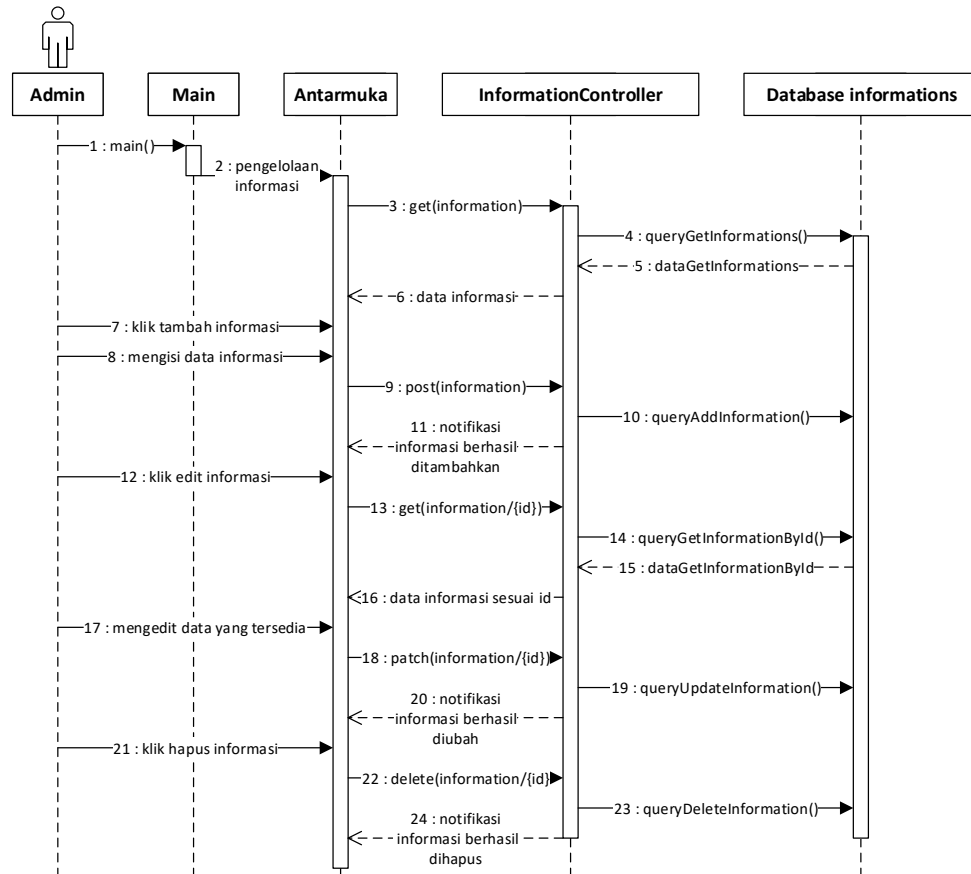 Admin
Main
Antarmuka
InformationController
Database informations
1 : main()
2 : pengelolaan
informasi
3 : get(information)
4 : queryGetInformations()
5 : dataGetInformations
6 : data informasi
7 : klik tambah informasi
8 : mengisi data informasi
9 : post(information)
10 : queryAddInformation()
11 : notifikasi
informasi berhasil
ditambahkan
12 : klik edit informasi
13 : get(information/{id})
14 : queryGetInformationById()
15 : dataGetInformationById
16 : data informasi sesuai id
17 : mengedit data yang tersedia
18 : patch(information/{id})
19 : queryUpdateInformation()
20 : notifikasi
informasi berhasil
diubah
21 : klik hapus informasi
22 : delete(information/{id}
23 : queryDeleteInformation()
24 : notifikasi
informasi berhasil
dihapus